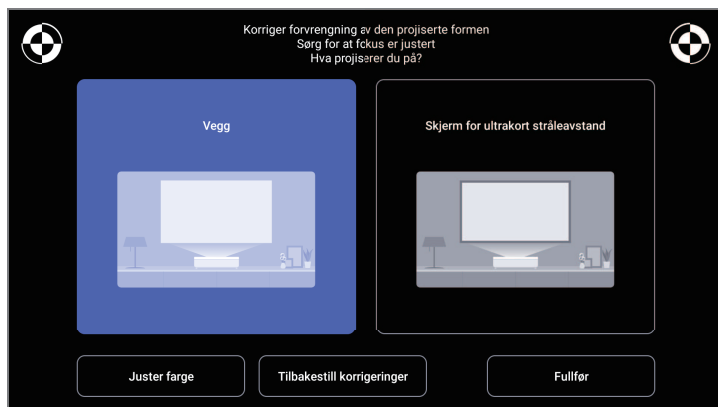 Korriger forvrengning av den projiserte formen
Sørg for at fokus er justert
Hva projiserer du på?
Vegg
Skjerm for ultrakort stråleavstand
Juster farge
Tilbakestill korrigeringer
Fullfør